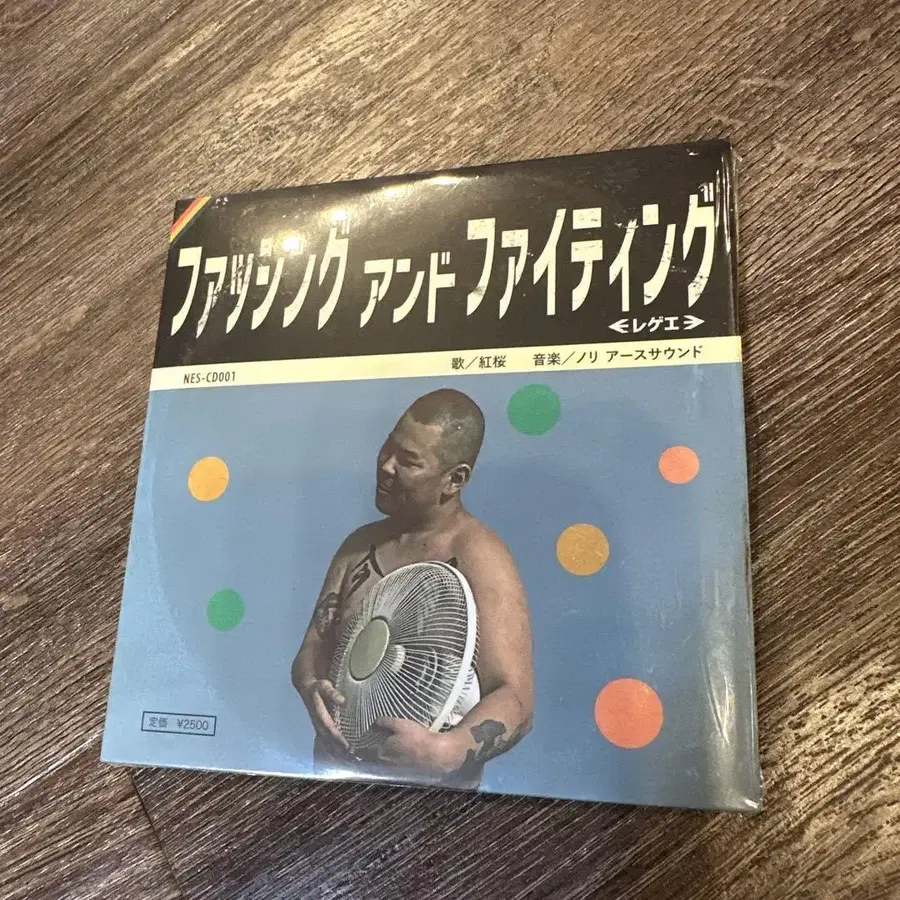 ファッジング アンド ファイティング
レゲエ
NES-CD001
歌／紅桜 音楽／ノリ アースサウンド
定価 ¥2500